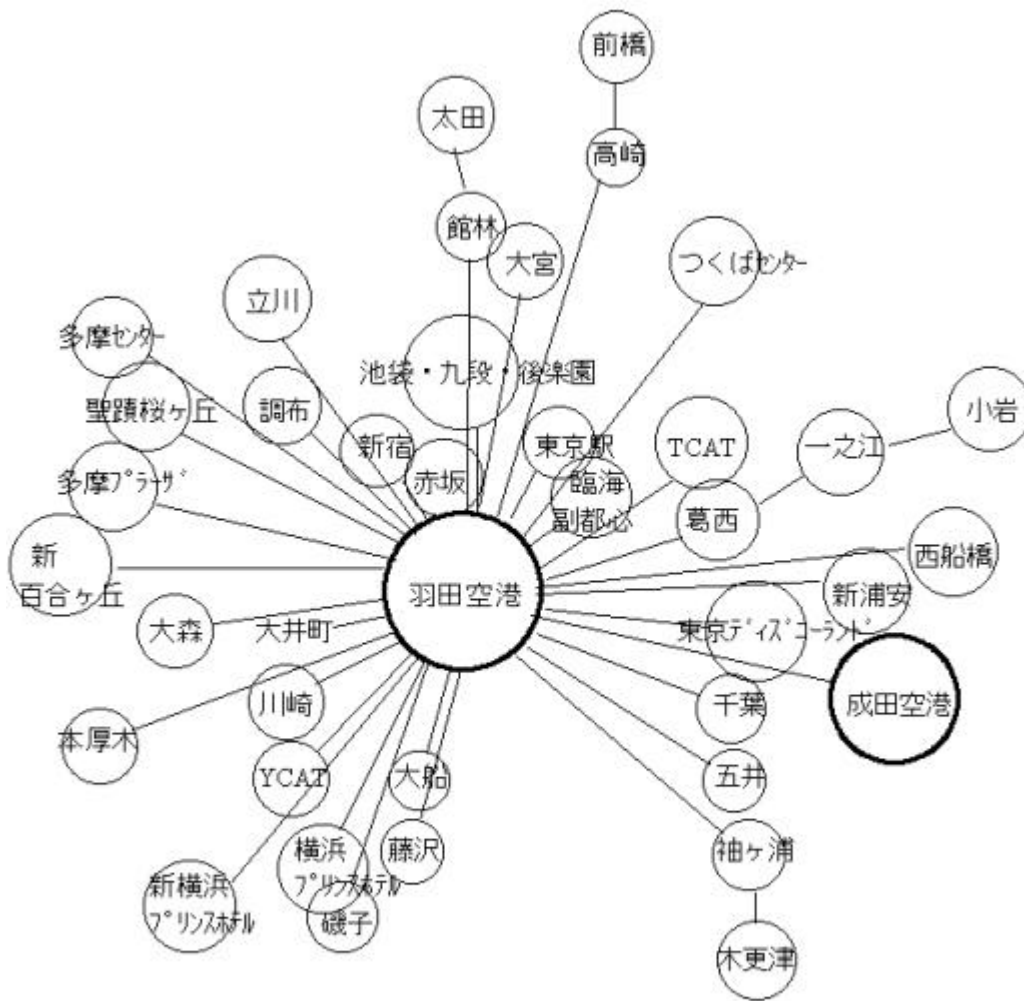 前橋
太田
高崎
館林
大宮
つくばセンター
立川
多摩センター
池袋・九段・後楽園
聖蹟桜ヶ丘
調布
小岩
新宿
東京駅
TCAT
一之江
赤坂
臨海
副都心
多摩プラーザ
葛西
新
百合ヶ丘
西船橋
羽田空港
新浦安
大森
大井町
東京ディズニーランド
川崎
千葉
成田空港
本厚木
YCAT
大船
五井
横浜
プリンスホテル
藤沢
袖ヶ浦
新横浜
プリンスホテル
磯子
木更津